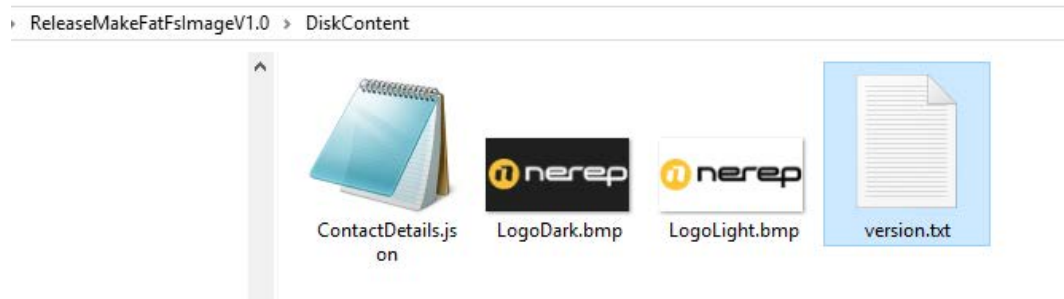 ReleaseMakeFatFsImageV1.0 > DiskContent
nerep
nerep
ContactDetails.js
on
LogoDark.bmp
LogoLight.bmp
version.txt